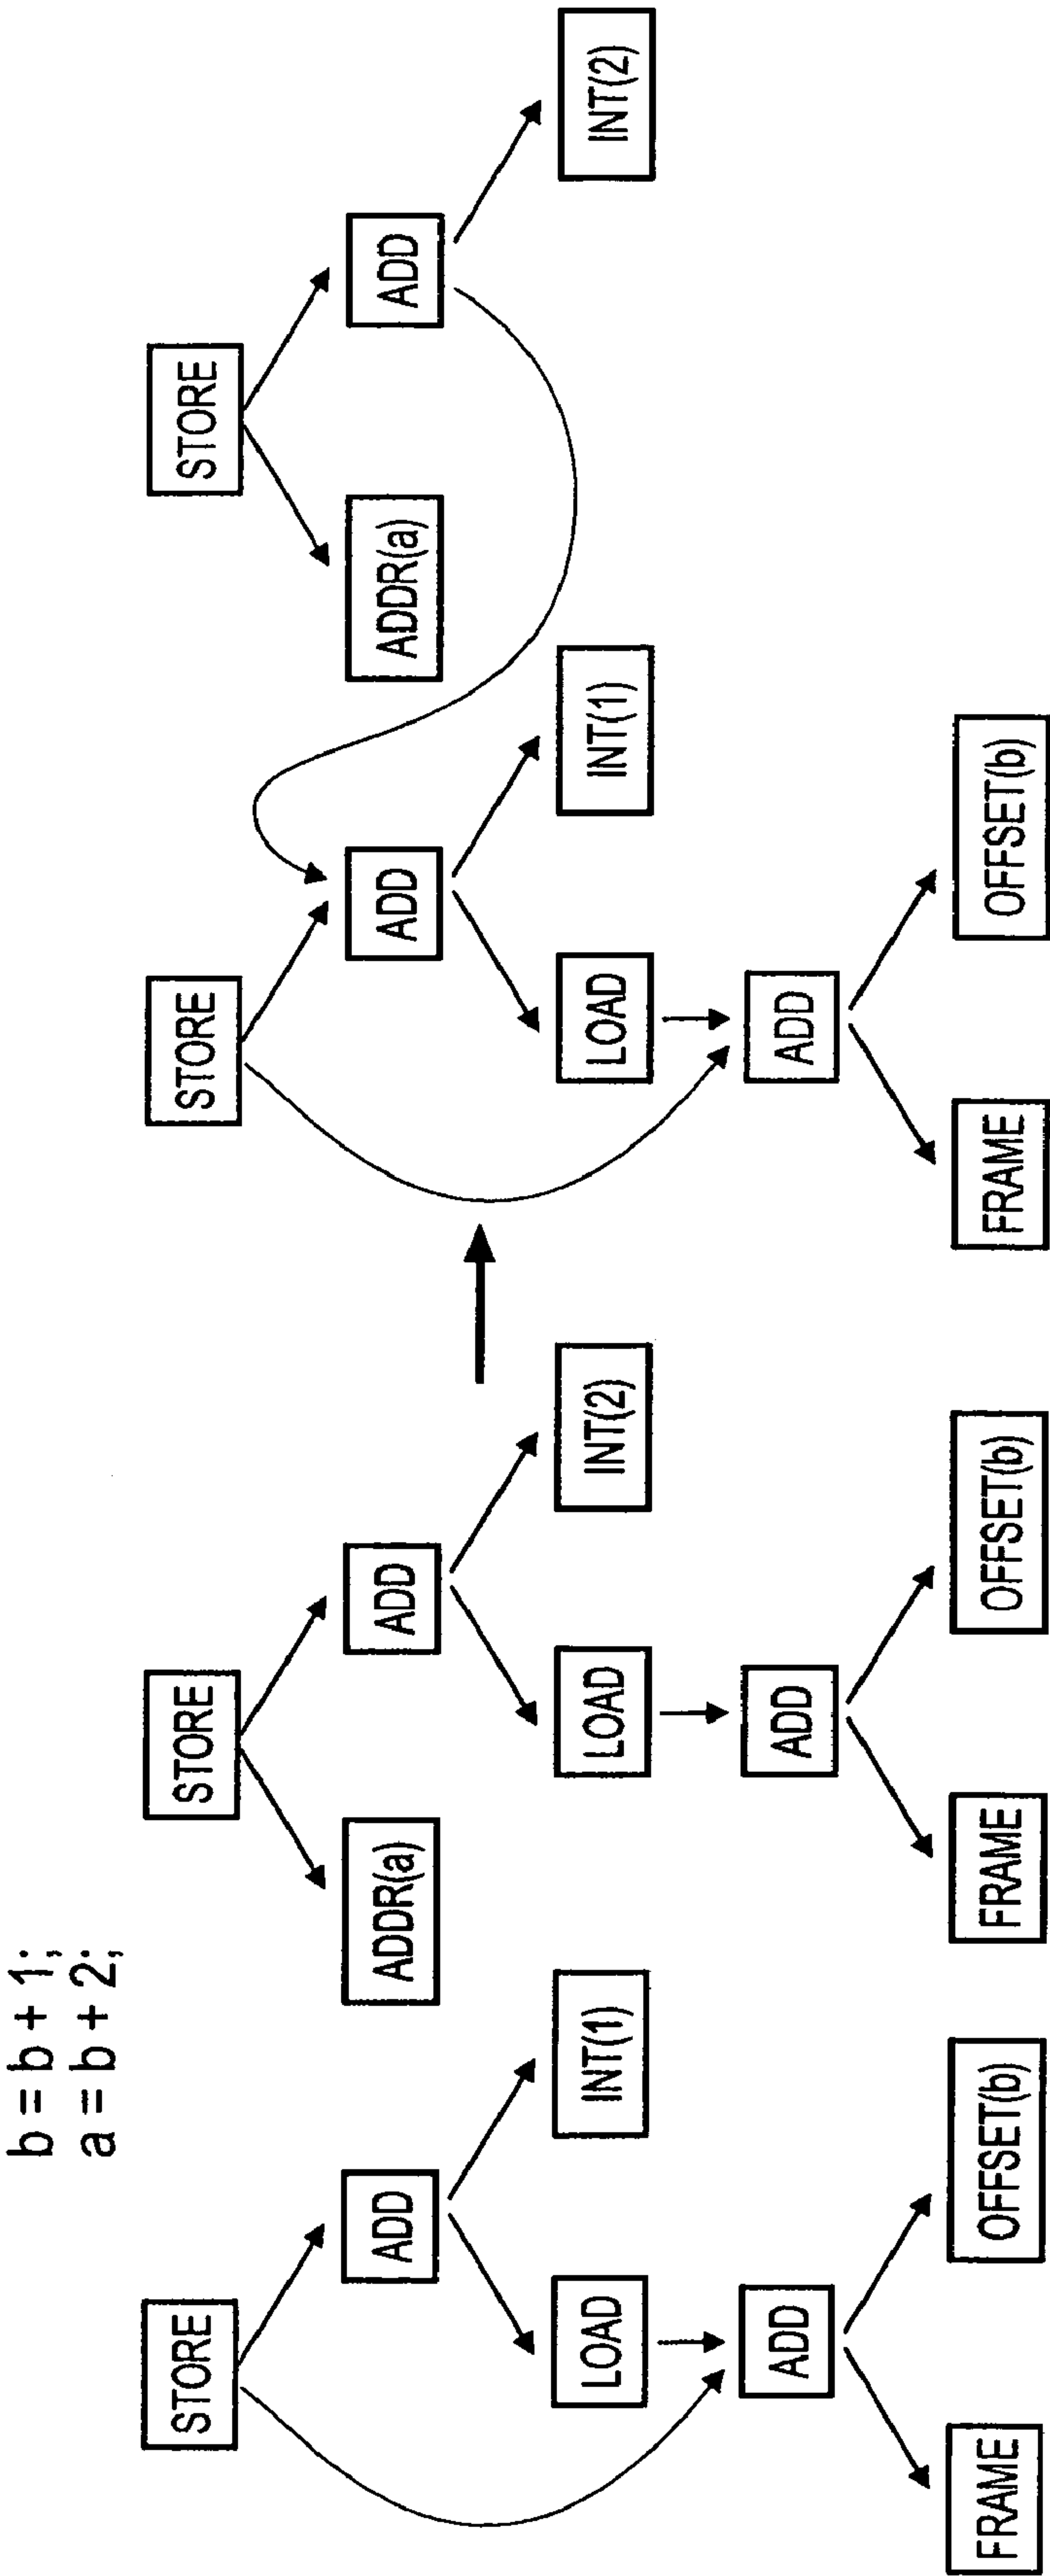 b = b + 1;
a = b + 2;
STORE
STORE
STORE
STORE
ADD
ADDR(a)
ADD
ADD
ADDR(a)
ADD
LOAD
INT(1)
LOAD
INT(2)
LOAD
INT(1)
INT(2)
ADD
ADD
ADD
FRAME
OFFSET(b)
FRAME
OFFSET(b)
FRAME
OFFSET(b)